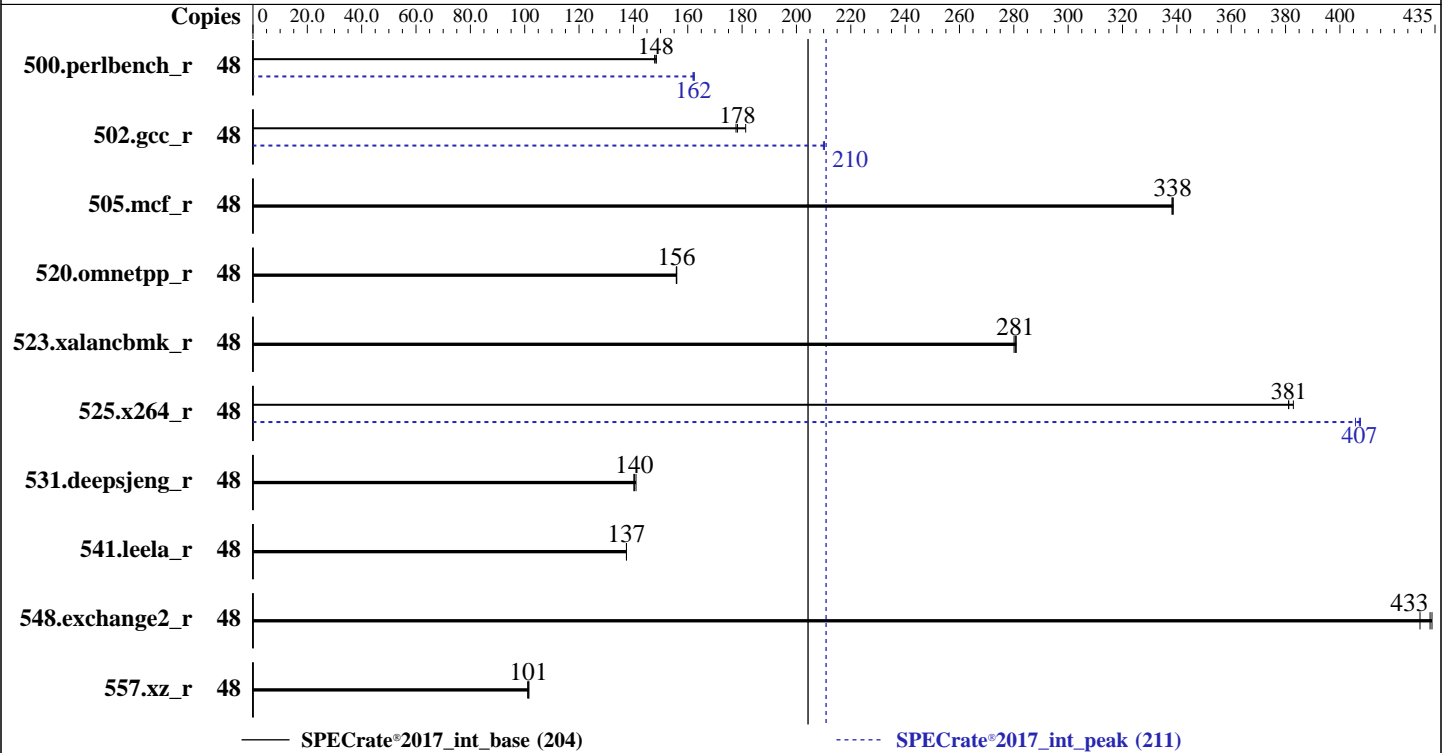 Copies 0 20.0 40.0 60.0 80.0 100 120 140 160 180 200 220 240 260 280 300 320 340 360 380 400 435
148
500.perlbench_r 48
162
178
502.gcc_r 48
210
338
505.mcf_r 48
156
520.omnetpp_r 48
281
523.xalancbmk_r 48
381
525.x264_r 48
407
140
531.deepsjeng_r 48
137
541.leela_r 48
433
548.exchange2_r 48
101
557.xz_r 48
SPECrate®2017_int_base (204) SPECrate®2017_int_peak (211)